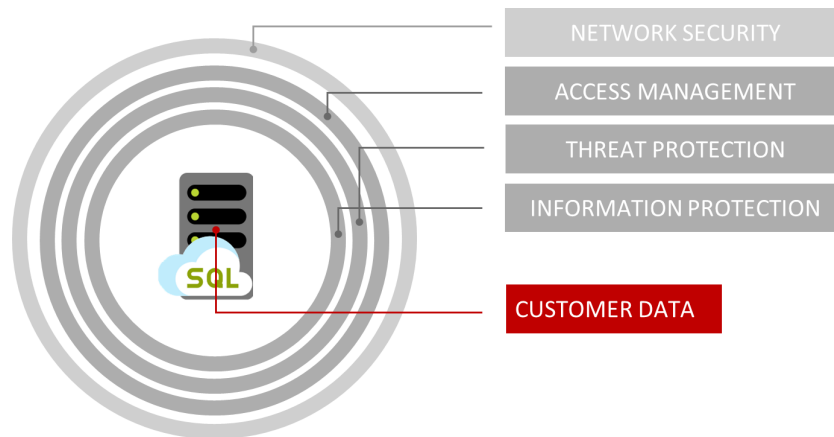 NETWORK SECURITY
ACCESS MANAGEMENT
THREAT PROTECTION
INFORMATION PROTECTION
SQL
CUSTOMER DATA